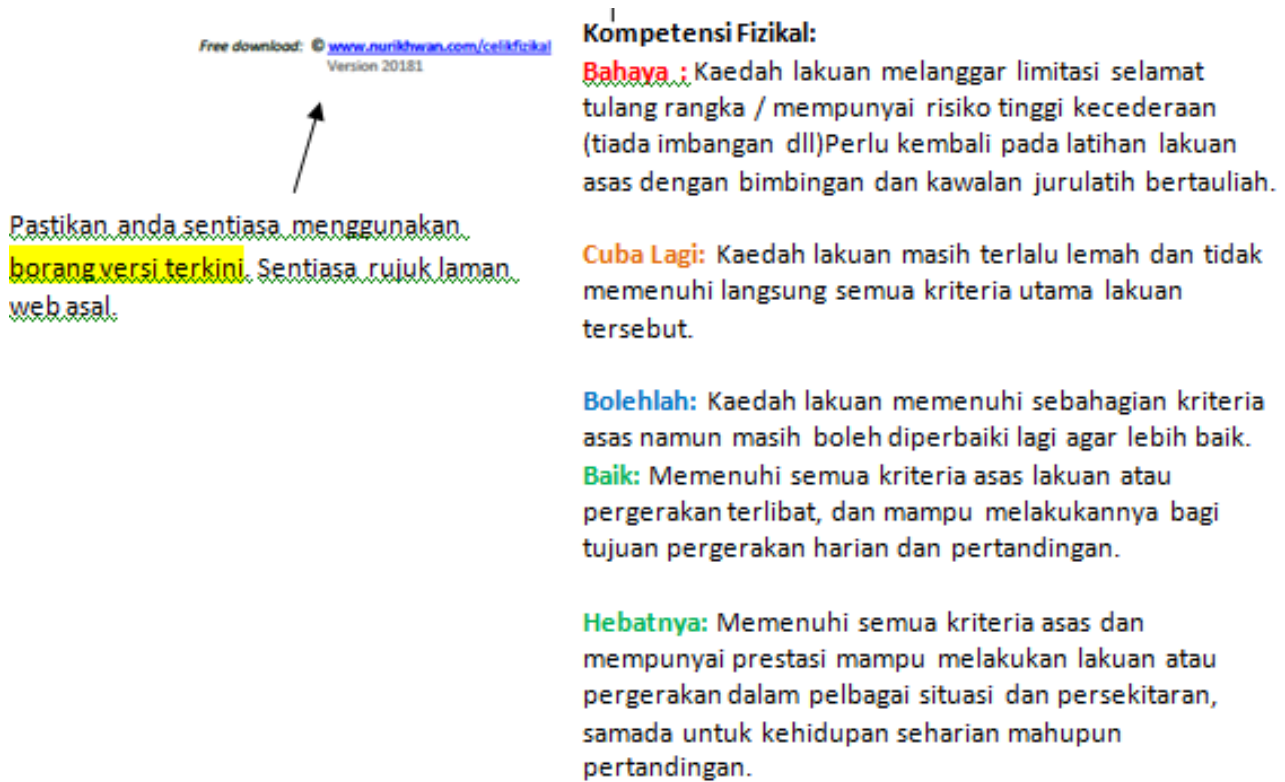 Free download: © www.nurikhwan.com/celikfizikal
Version 20181
Pastikan anda sentiasa menggunakan
borang versi terkini. Sentiasa rujuk laman
web asal.
Kompetensi Fizikal:
Bahaya : Kaedah lakuan melanggar limitasi selamat
tulang rangka / mempunyai risiko tinggi kecederaan
(tiada imbangan dll)Perlu kembali pada latihan lakuan
asas dengan bimbingan dan kawalan jurulatih bertauliah.
Cuba Lagi: Kaedah lakuan masih terlalu lemah dan tidak
memenuhi langsung semua kriteria utama lakuan
tersebut.
Bolehlah: Kaedah lakuan memenuhi sebahagian kriteria
asas namun masih boleh diperbaiki lagi agar lebih baik.
Baik: Memenuhi semua kriteria asas lakuan atau
pergerakan terlibat, dan mampu melakukannya bagi
tujuan pergerakan harian dan pertandingan.
Hebatnya: Memenuhi semua kriteria asas dan
mempunyai prestasi mampu melakukan lakuan atau
pergerakan dalam pelbagai situasi dan persekitaran,
samada untuk kehidupan seharian mahupun
pertandingan.